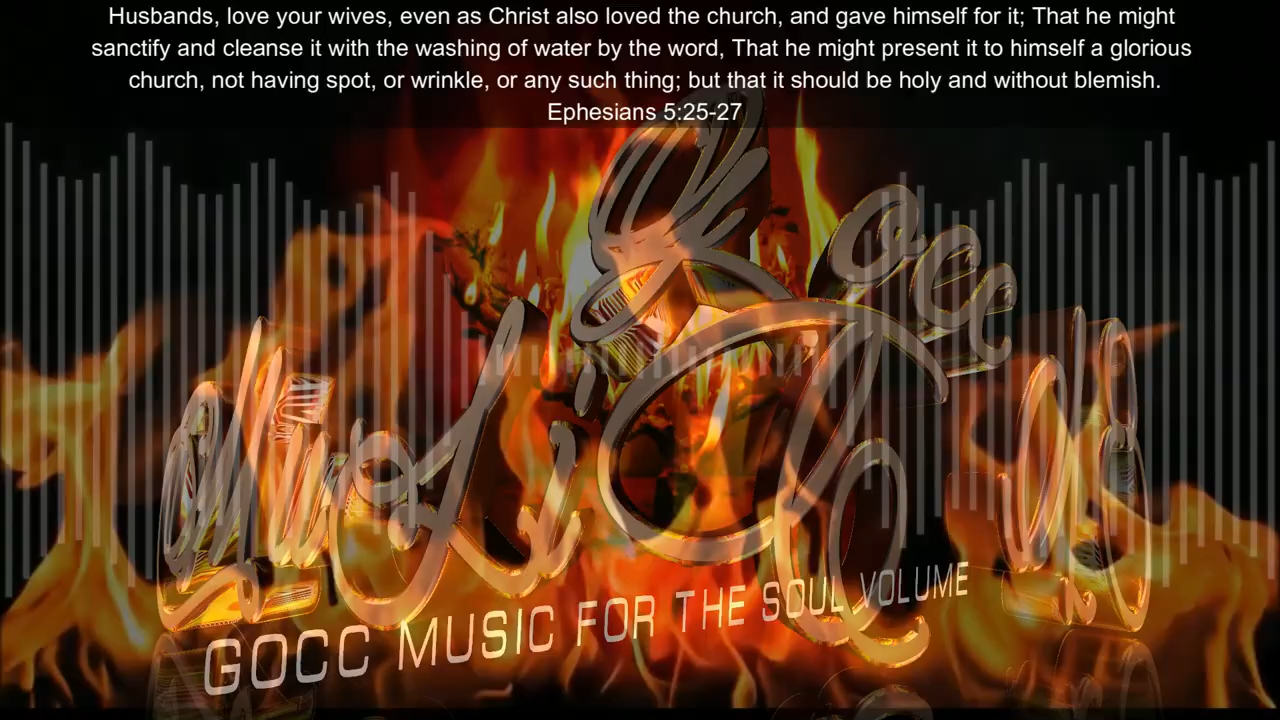 Husbands, love your wives, even as Christ also loved the church, and gave himself for it; That he might
sanctify and cleanse it with the washing of water by the word, That he might present it to himself a glorious
church, not having spot, or wrinkle, or any such thing; but that it should be holy and without blemish.
Ephesians 5:25-27
GOCC MUSIC FOR THE SOUL VOLUME